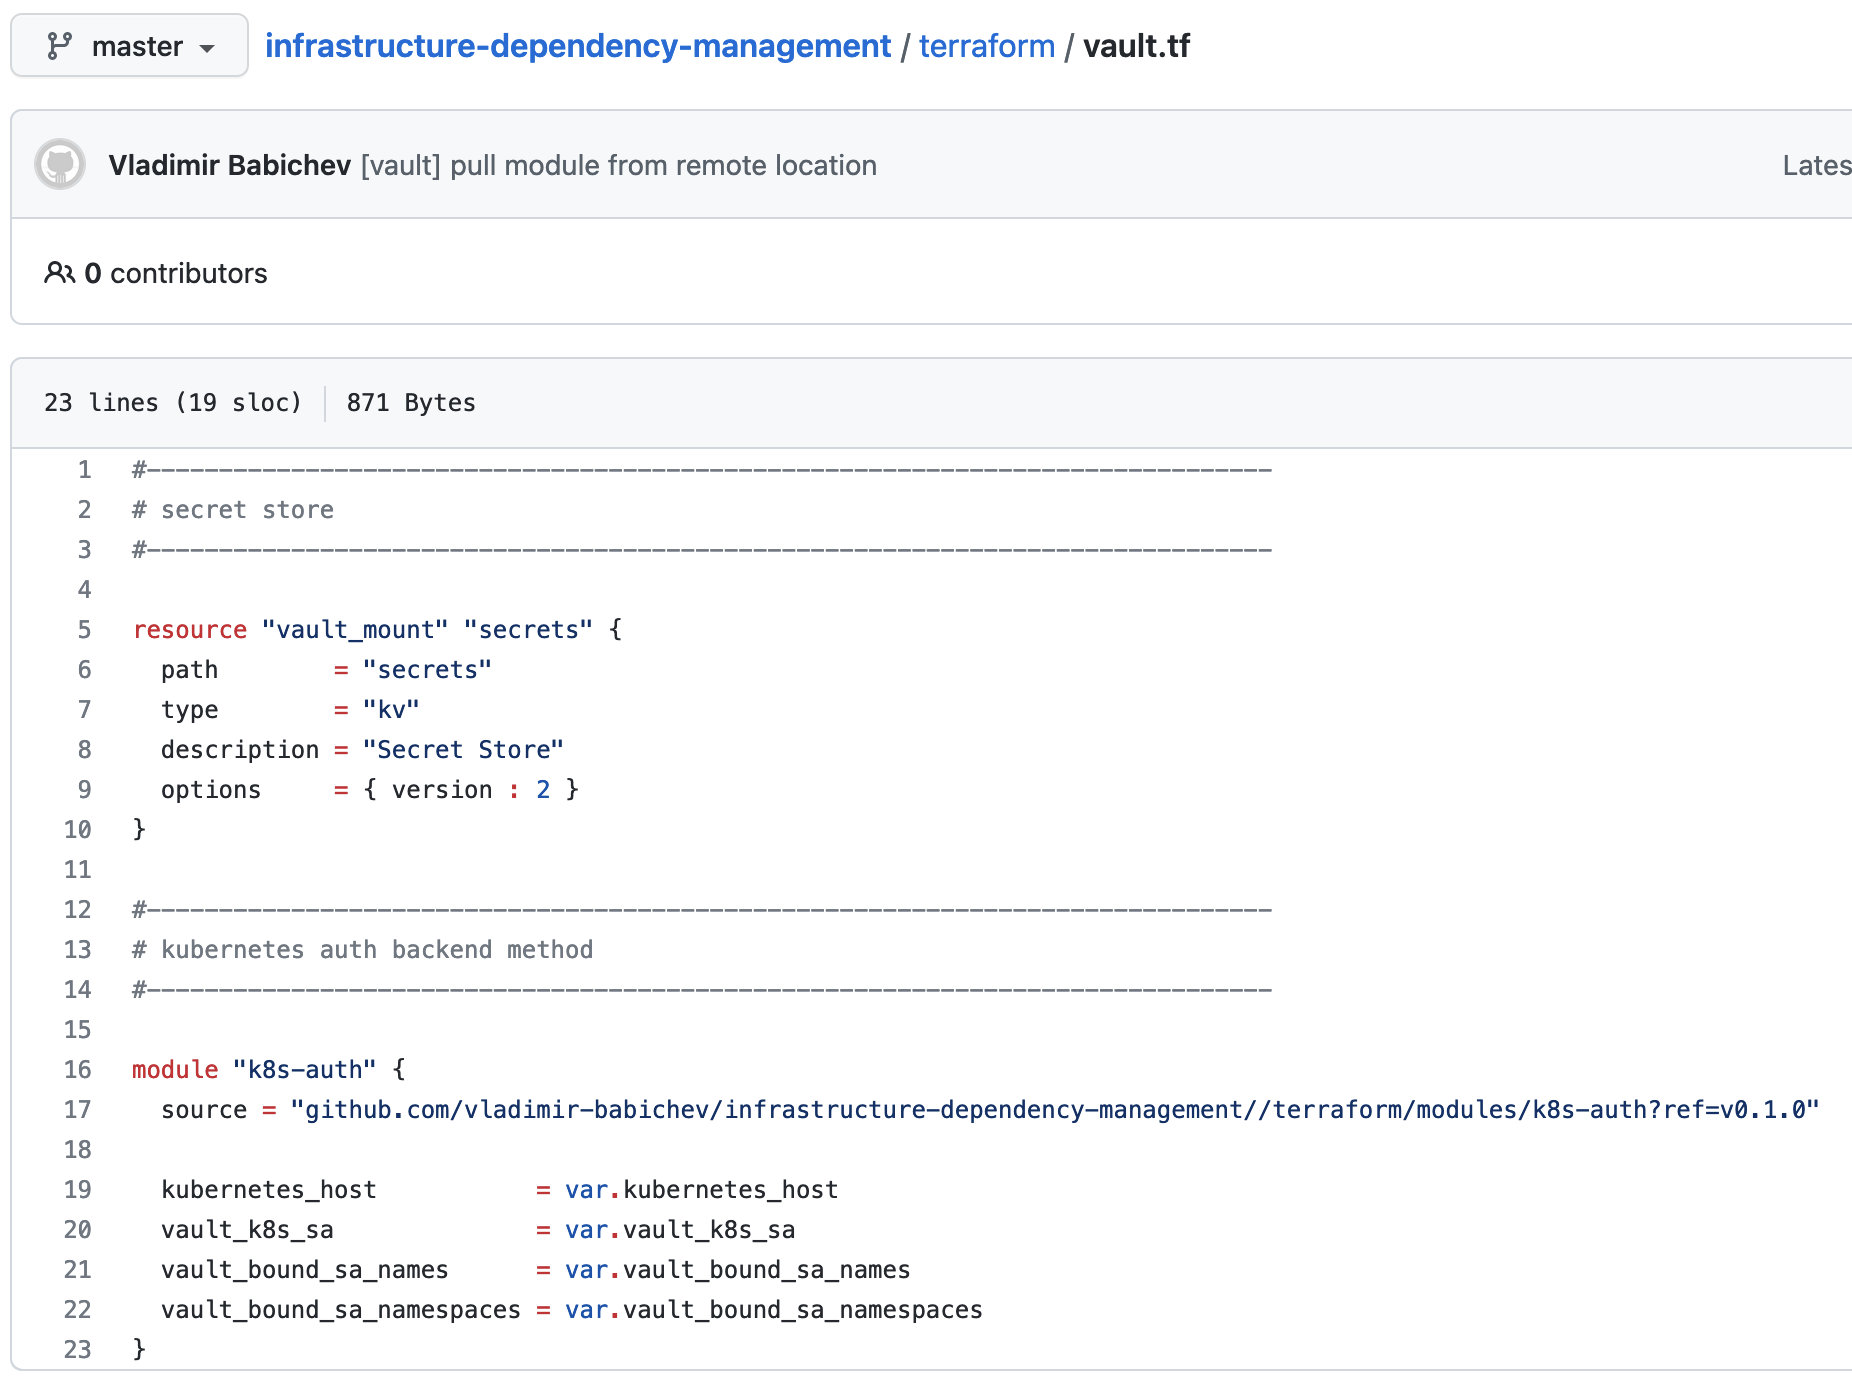 master infrastructure-dependency-management / terraform / vault.tf
Vladimir Babichev [vault] pull module from remote location Lates
0 contributors
23 lines (19 sloc) 871 Bytes
1 #------------------------------------------------------------------------------
2 # secret store
3 #------------------------------------------------------------------------------
4
5 resource "vault_mount" "secrets" {
6   path        = "secrets"
7   type        = "kv"
8   description = "Secret Store"
9   options     = { version : 2 }
10 }
11
12 #------------------------------------------------------------------------------
13 # kubernetes auth backend method
14 #------------------------------------------------------------------------------
15
16 module "k8s-auth" {
17   source = "github.com/vladimir-babichev/infrastructure-dependency-management//terraform/modules/k8s-auth?ref=v0.1.0"
18
19   kubernetes_host           = var.kubernetes_host
20   vault_k8s_sa              = var.vault_k8s_sa
21   vault_bound_sa_names      = var.vault_bound_sa_names
22   vault_bound_sa_namespaces = var.vault_bound_sa_namespaces
23 }